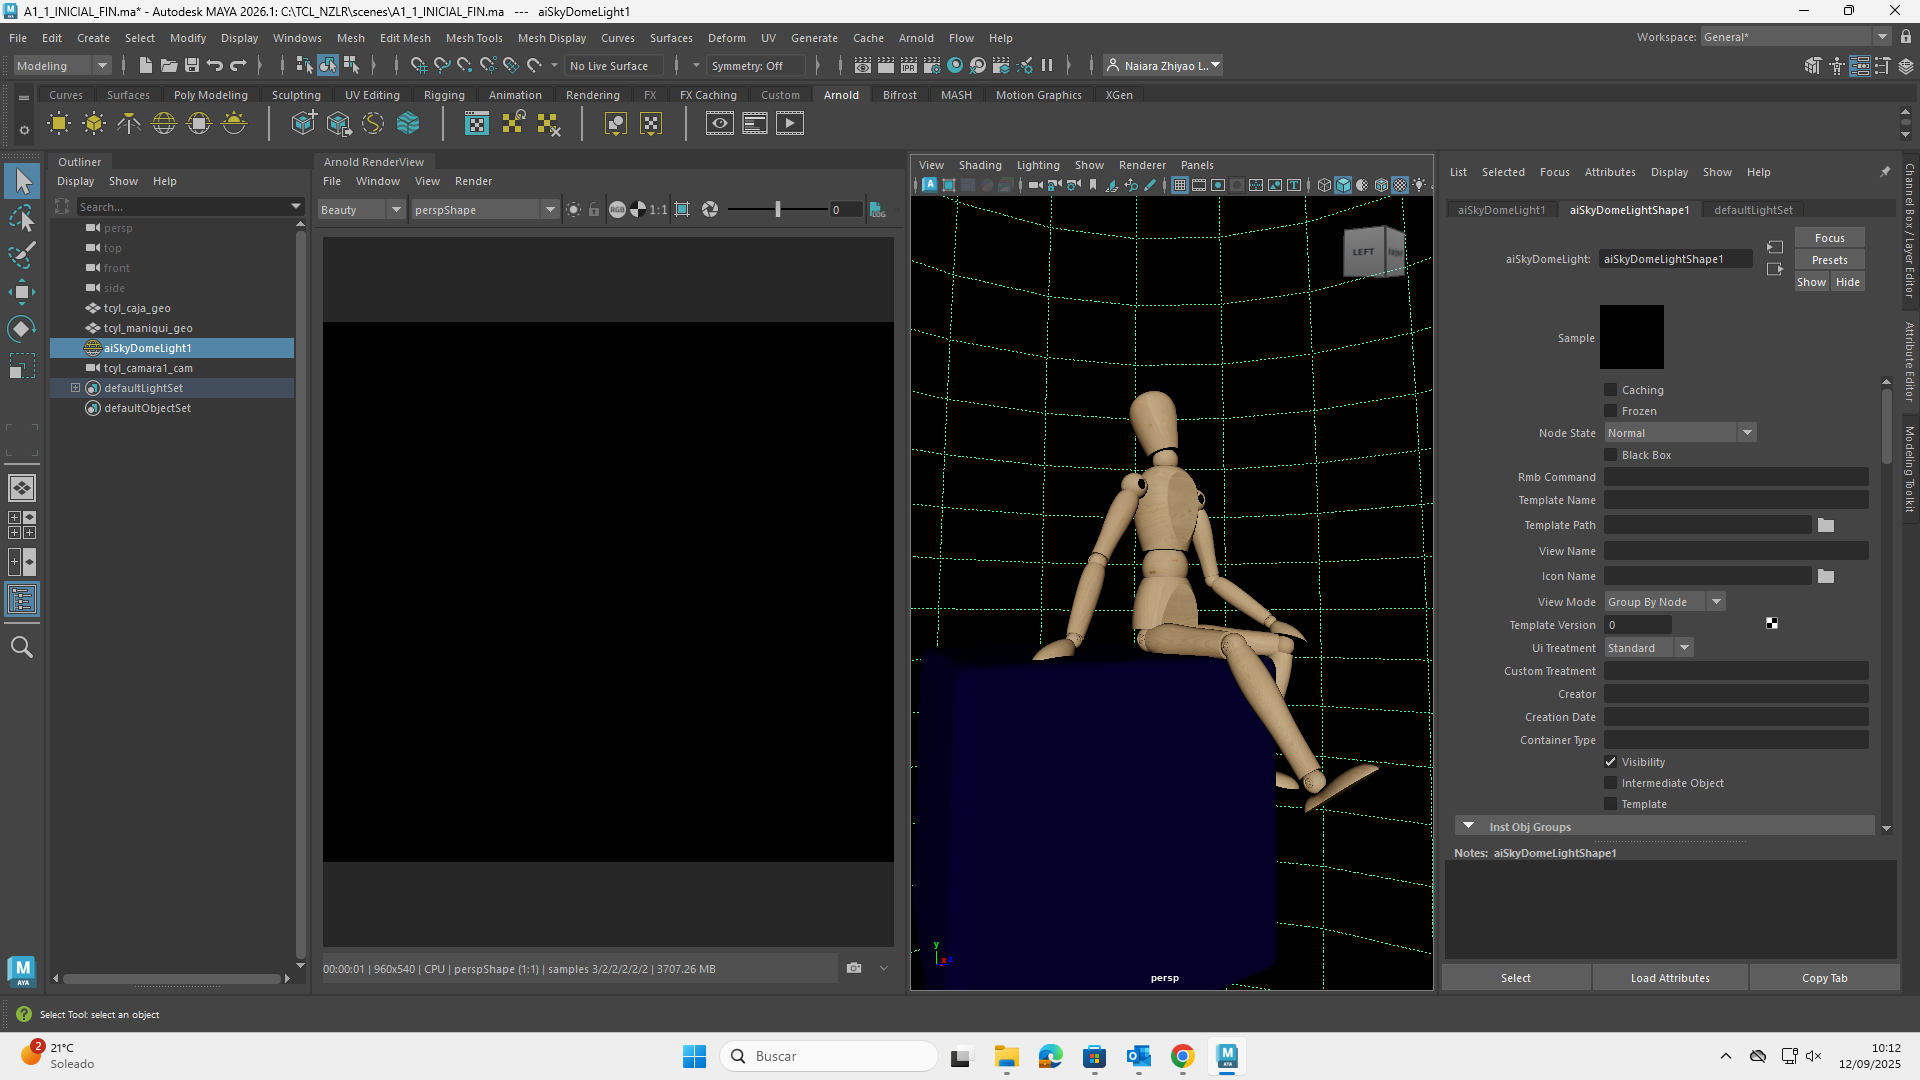 A1_1_INICIAL_FIN.ma* - Autodesk MAYA 2026.1: C:\TCL_NZLR\scenes\A1_1_INICIAL_FIN.ma   ---   aiSkyDomeLight1
File Edit Create Select Modify Display Windows Mesh Edit Mesh Mesh Tools Mesh Display Curves Surfaces Deform UV Generate Cache Arnold Flow Help
Workspace: General*
Modeling
No Live Surface
Symmetry: Off
IPR
Naiara Zhiyao L..
Curves Surfaces Poly Modeling Sculpting UV Editing Rigging Animation Rendering FX FX Caching Custom Arnold Bifrost MASH Motion Graphics XGen
Outliner
Display Show Help
Search...
persp
top
front
side
tcyl_caja_geo
tcyl_maniqui_geo
aiSkyDomeLight1
tcyl_camara1_cam
defaultLightSet
defaultObjectSet
Arnold RenderView
File Window View Render
Beauty
perspShape
RGB
1:1
0
LOG
00:00:01 | 960x540 | CPU | perspShape (1:1) | samples 3/2/2/2/2/2 | 3707.26 MB
View Shading Lighting Show Renderer Panels
LEFT
FRONT
y
x
persp
List Selected Focus Attributes Display Show Help
aiSkyDomeLight1 aiSkyDomeLightShape1 defaultLightSet
aiSkyDomeLight: aiSkyDomeLightShape1
Focus
Presets
Show Hide
Sample
Caching
Frozen
Node State Normal
Black Box
Rmb Command
Template Name
Template Path
View Name
Icon Name
View Mode Group By Node
Template Version 0
Ui Treatment Standard
Custom Treatment
Creator
Creation Date
Container Type
Visibility
Intermediate Object
Template
Inst Obj Groups
Notes: aiSkyDomeLightShape1
Select Load Attributes Copy Tab
Channel Box / Layer Editor
Attribute Editor
Modeling Toolkit
M
AYA
Select Tool: select an object
2
21°C
Soleado
Buscar
10:12
12/09/2025